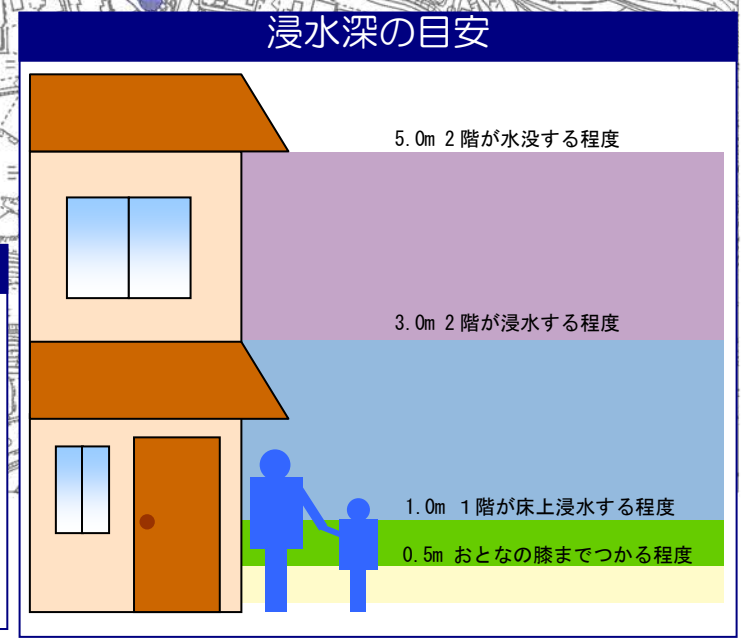 浸水深の目安
5.0m 2階が水没する程度
3.0m 2階が浸水する程度
1.0m 1階が床上浸水する程度
0.5m おとなの膝までつかる程度